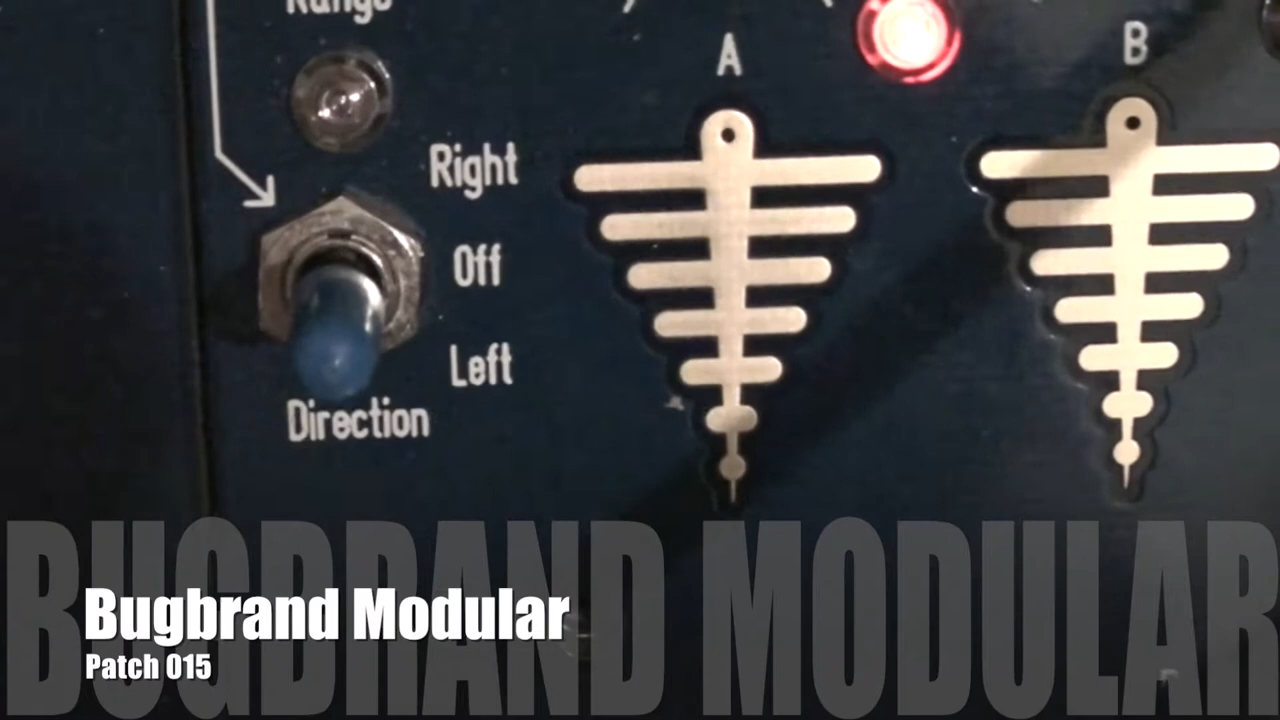 Range
A
B
Right
Off
Left
Direction
BUGBRAND MODULAR
Bugbrand Modular
Patch 015